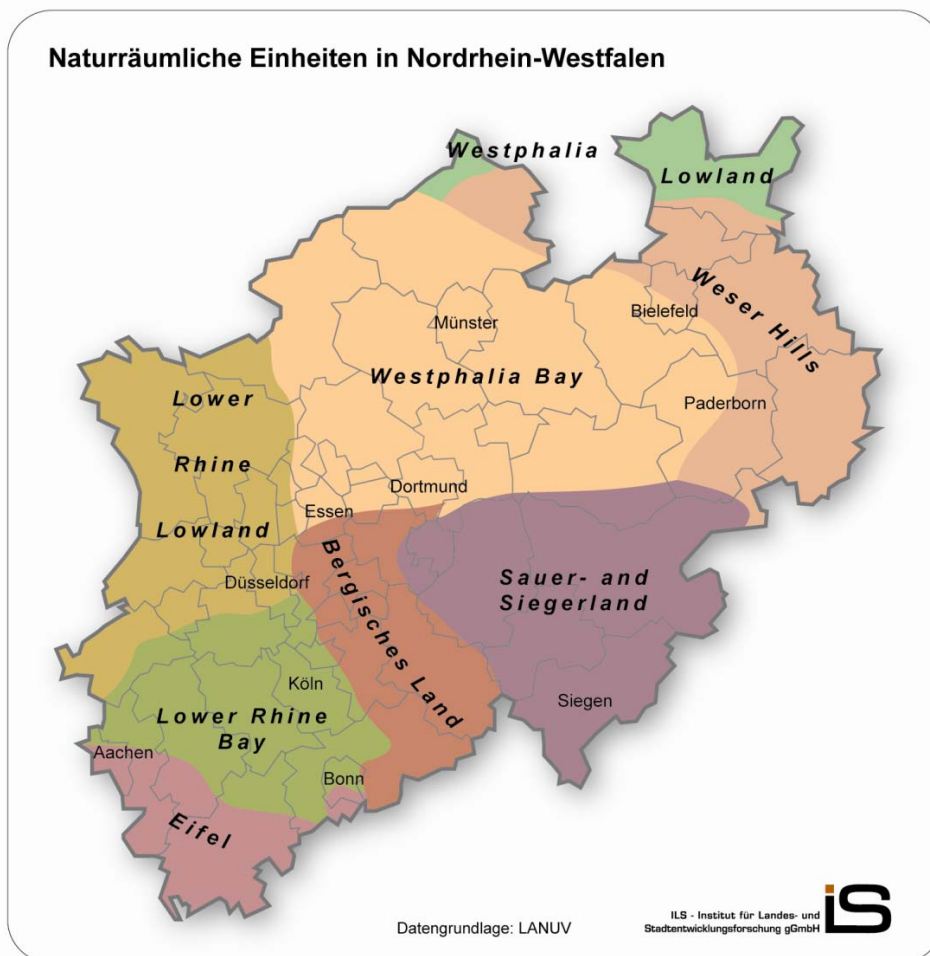 Naturräumliche Einheiten in Nordrhein-Westfalen
Westphalia
Lowland
Weser Hills
Bielefeld
Münster
Westphalia Bay
Lower
Paderborn
Rhine
Dortmund
Essen
Lowland
Bergisches Land
Düsseldorf
Sauer- and
Siegerland
Köln
Siegen
Lower Rhine
Bay
Aachen
Bonn
Eifel
Datengrundlage: LANUV
ILS - Institut für Landes- und
Stadtentwicklungsforschung gGmbH
iLS